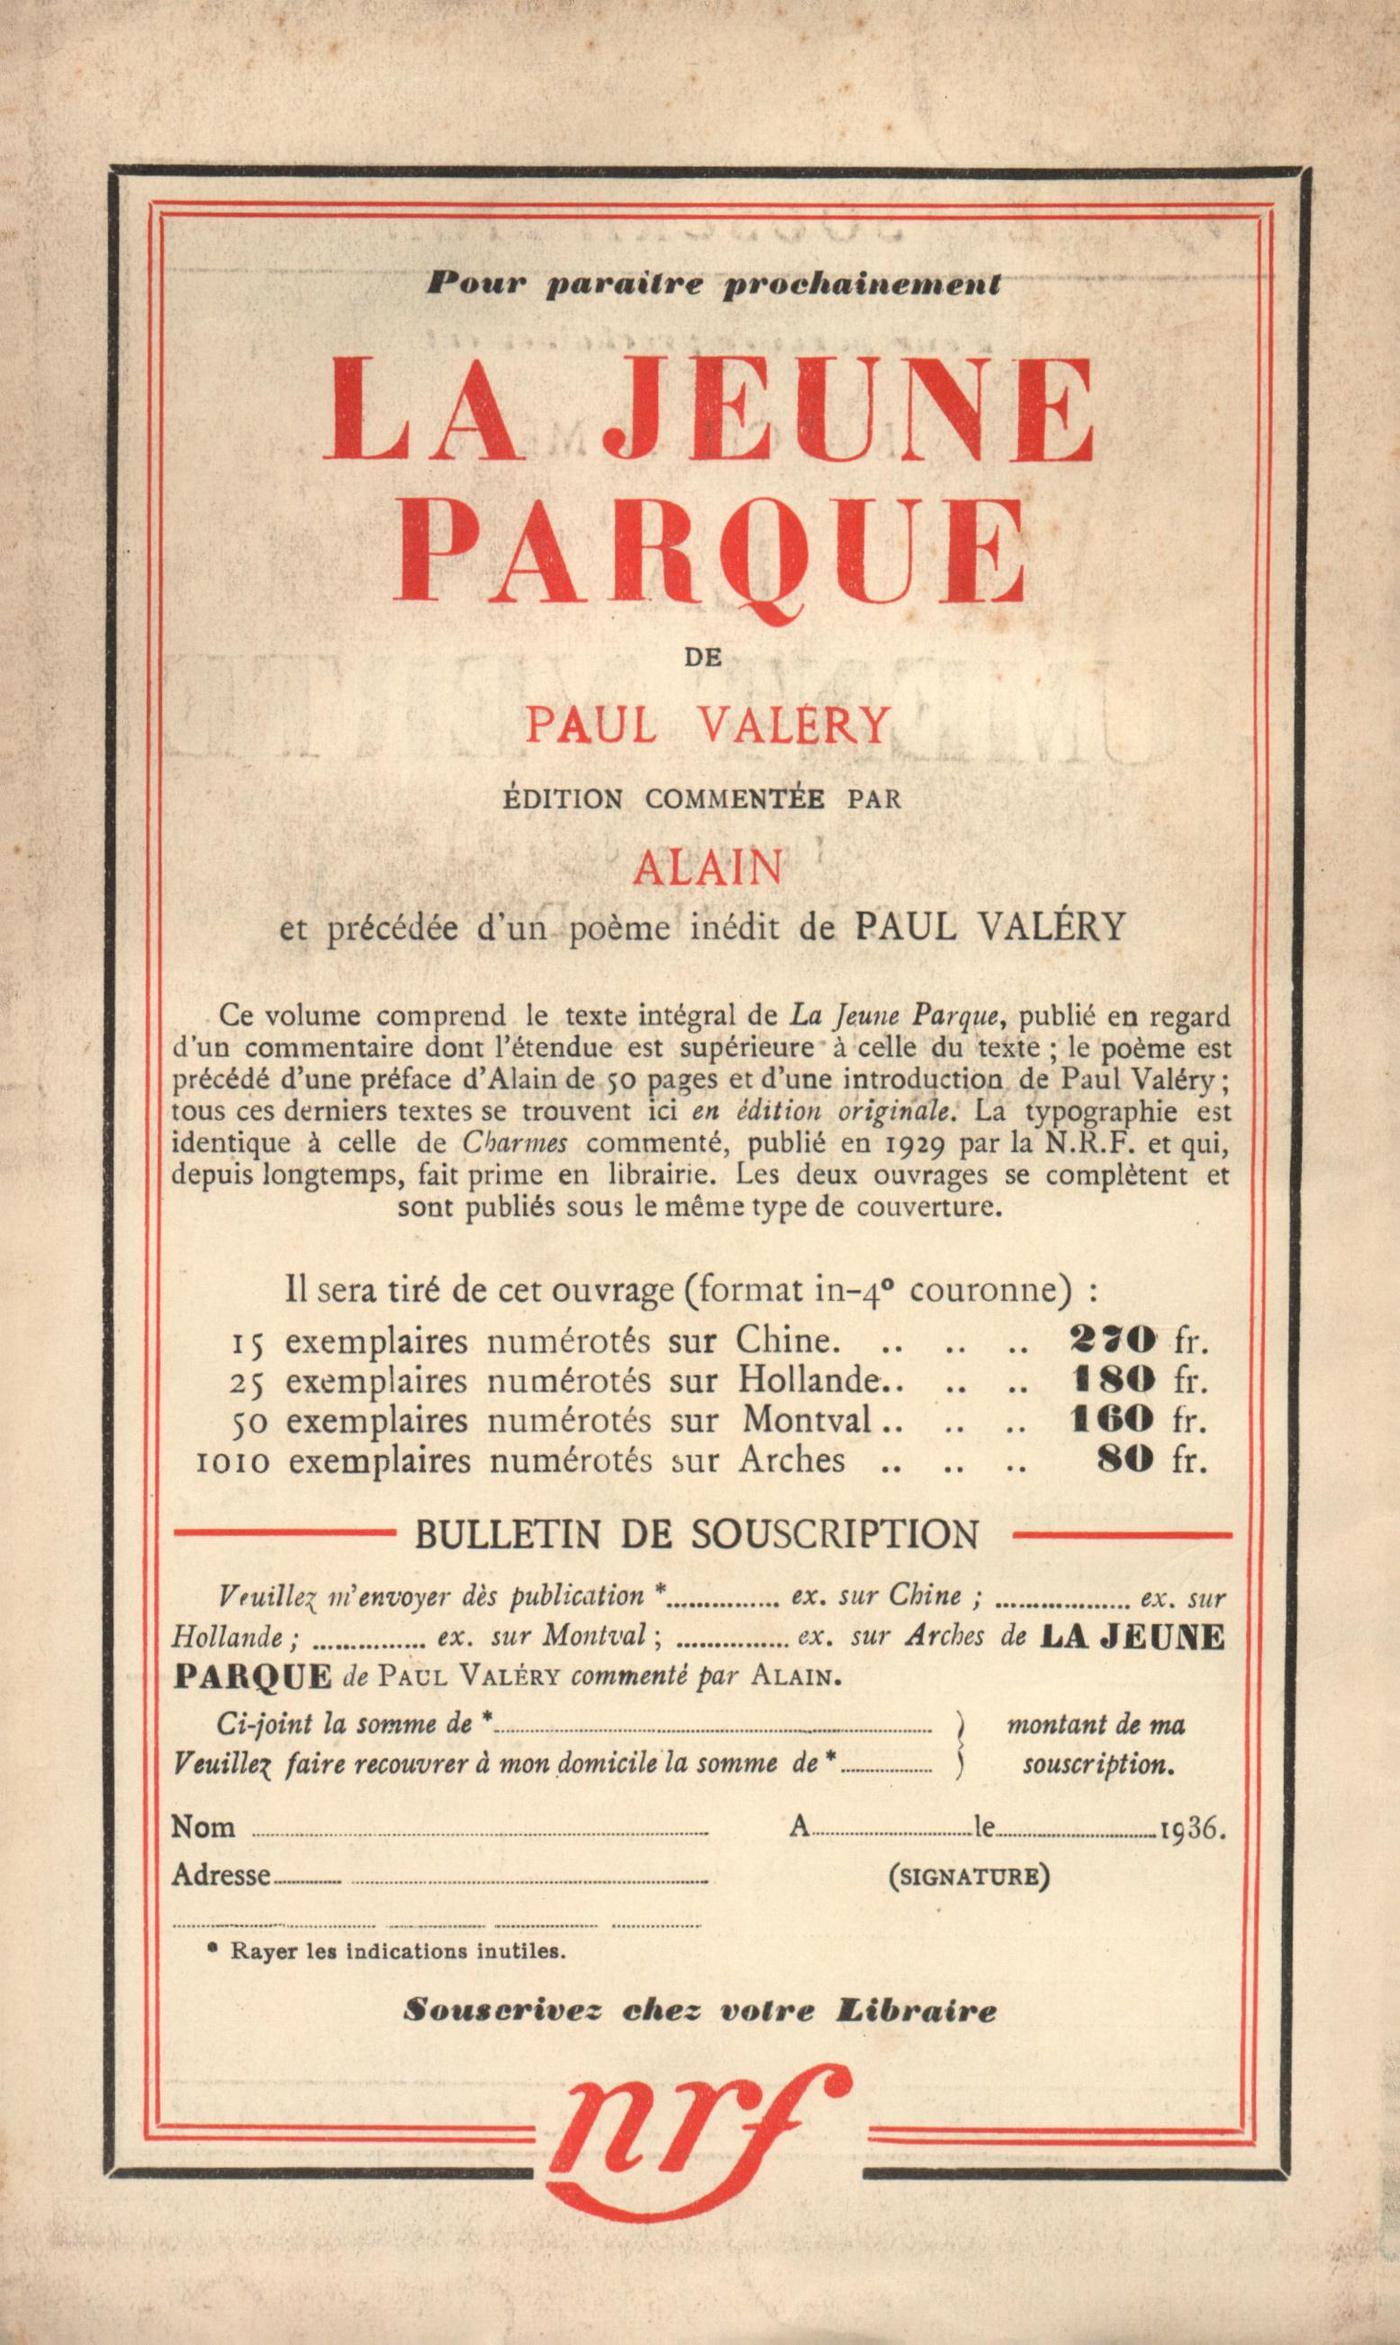 Pour paraître prochainement
LA JEUNE
PARQUE
DE
PAUL VALÉRY
ÉDITION COMMENTÉE PAR
ALAIN
et précédée d'un poème inédit de PAUL VALÉRY
Ce volume comprend le texte intégral de La Jeune Parque, publié en regard
d'un commentaire dont l'étendue est supérieure à celle du texte ; le poème est
précédé d'une préface d'Alain de 50 pages et d'une introduction de Paul Valéry ;
tous ces derniers textes se trouvent ici en édition originale. La typographie est
identique à celle de Charmes commenté, publié en 1929 par la N.R.F. et qui,
depuis longtemps, fait prime en librairie. Les deux ouvrages se complètent et
sont publiés sous le même type de couverture.
Il sera tiré de cet ouvrage (format in-4º couronne) :
15 exemplaires numérotés sur Chine. .. .. .. 270 fr.
25 exemplaires numérotés sur Hollande.. .. .. 180 fr.
50 exemplaires numérotés sur Montval .. .. .. 160 fr.
1010 exemplaires numérotés sur Arches .. .. .. 80 fr.
BULLETIN DE SOUSCRIPTION
Veuillez m'envoyer dès publication *............... ex. sur Chine ; .................. ex. sur
Hollande ; ............... ex. sur Montval ; ............... ex. sur Arches de LA JEUNE
PARQUE de PAUL VALÉRY commenté par ALAIN.
Ci-joint la somme de *.................... ) montant de ma
Veuillez faire recouvrer à mon domicile la somme de *............ ) souscription.
Nom .................... A....................le....................1936.
Adresse.................... (SIGNATURE)
....................
* Rayer les indications inutiles.
Souscrivez chez votre Libraire
nrf